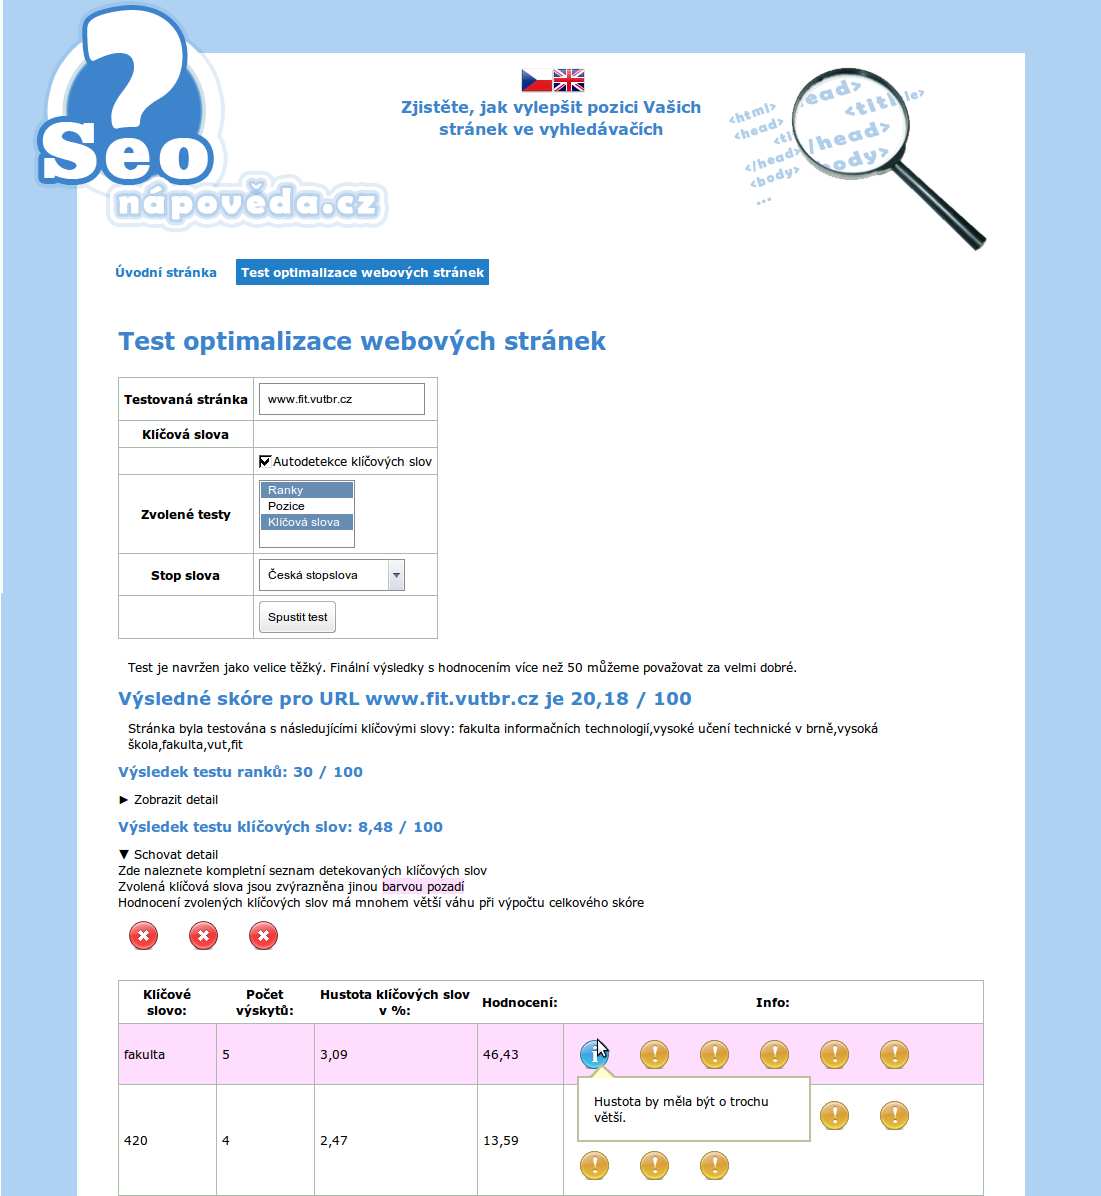 ?
Seo
nápověda.cz
Zjistěte, jak vylepšit pozici Vašich
stránek ve vyhledávačích
<html>
<head>
</head>
<body>
...
ead>
<title>
/head>
body>
Úvodní stránka
Test optimalizace webových stránek
Test optimalizace webových stránek
Testovaná stránka
www.fit.vutbr.cz
Klíčová slova
Autodetekce klíčových slov
Zvolené testy
Ranky
Pozice
Klíčová slova
Stop slova
Česká stopslova
Spustit test
Test je navržen jako velice těžký. Finální výsledky s hodnocením více než 50 můžeme považovat za velmi dobré.
Výsledné skóre pro URL www.fit.vutbr.cz je 20,18 / 100
Stránka byla testována s následujícími klíčovými slovy: fakulta informačních technologií,vysoké učení technické v brně,vysoká
škola,fakulta,vut,fit
Výsledek testu ranků: 30 / 100
► Zobrazit detail
Výsledek testu klíčových slov: 8,48 / 100
▼ Schovat detail
Zde naleznete kompletní seznam detekovaných klíčových slov
Zvolená klíčová slova jsou zvýrazněna jinou barvou pozadí
Hodnocení zvolených klíčových slov má mnohem větší váhu při výpočtu celkového skóre
Klíčové slovo: Počet výskytů: Hustota klíčových slov v %: Hodnocení: Info:
fakulta 5 3,09 46,43
Hustota by měla být o trochu
větší.
420 4 2,47 13,59